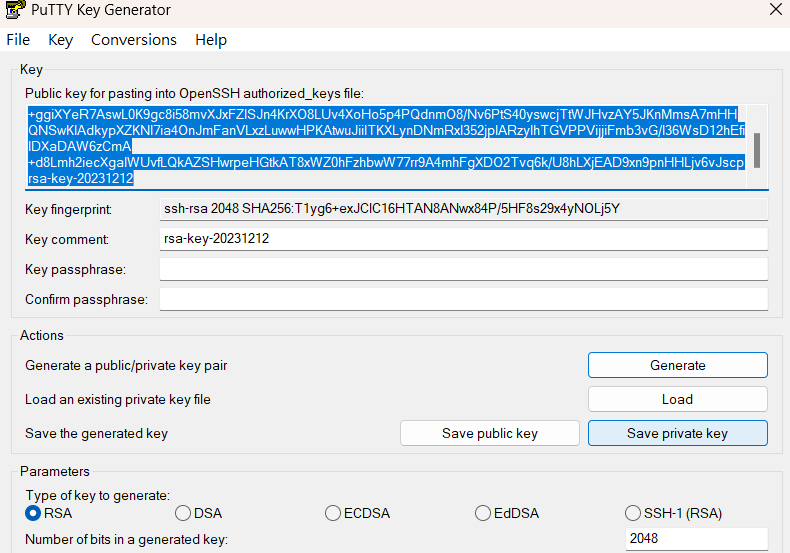 PuTTY Key Generator
File Key Conversions Help
Key
Public key for pasting into OpenSSH authorized_keys file:
+ggiXYeR7AswL0K9gc8i58mvXJxFZISJn4KrXO8LUv4XoHo5p4PQdnmO8/Nv6PtS40yswcjTtWJHvzAY5JKnMmsA7mHH
QNSwKlAdkypXZKNI7ia4OnJmFanVLxzLuwwHPKAtwuJiilTKXLynDNmRxl352jplARzylhTGVPPVijjiFmb3vG/l36WsD12hEfi
lDXaDAW6zCmA
+d8Lmh2iecXgalWUvfLQkAZSHwrpeHGtkAT8xWZ0hFzhbwW77rr9A4mhFgXDO2Tvq6k/U8hLXjEAD9xn9pnHHLjv6vJscp
rsa-key-20231212
Key fingerprint: ssh-rsa 2048 SHA256:T1yg6+exJClC16HTAN8ANwx84P/5HF8s29x4yNOLj5Y
Key comment: rsa-key-20231212
Key passphrase:
Confirm passphrase:
Actions
Generate a public/private key pair Generate
Load an existing private key file Load
Save the generated key Save public key Save private key
Parameters
Type of key to generate:
RSA DSA ECDSA EdDSA SSH-1 (RSA)
Number of bits in a generated key: 2048